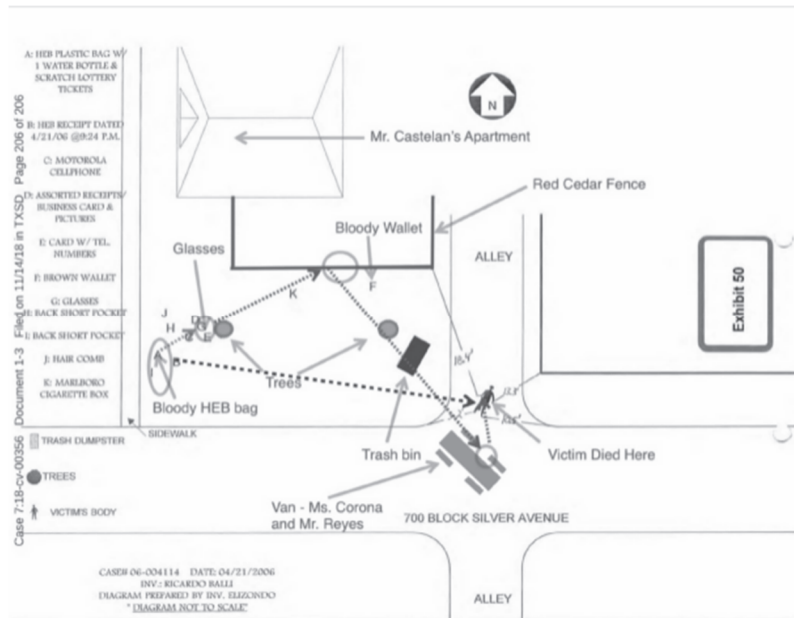 Case 7:18-cv-00356 Document 1-3 Filed on 11/14/18 in TXSD Page 206 of 206
A: HEB PLASTIC BAG W/
1 WATER BOTTLE &
SCRATCH LOTTERY
TICKETS
B: HEB RECEIPT DATED
4/21/06 @9:24 P.M.
C: MOTOROLA
CELLPHONE
D: ASSORTED RECEIPTS/
BUSINESS CARD &
PICTURES
E: CARD W/ TEL.
NUMBERS
F: BROWN WALLET
G: GLASSES
H: BACK SHORT POCKET
I: BACK SHORT POCKET
J: HAIR COMB
K: MARLBORO
CIGARETTE BOX
TRASH DUMPSTER
TREES
VICTIM'S BODY
SIDEWALK
N
Mr. Castelan's Apartment
Red Cedar Fence
Bloody Wallet
Glasses
ALLEY
F
K
J
H
D
E
I
B
Trees
Bloody HEB bag
Trash bin
Victim Died Here
Van - Ms. Corona
and Mr. Reyes
700 BLOCK SILVER AVENUE
Exhibit 50
CASE# 06-004114 DATE: 04/21/2006
INV.: RICARDO BALLI
DIAGRAM PREPARED BY INV. ELIZONDO
" DIAGRAM NOT TO SCALE"
ALLEY